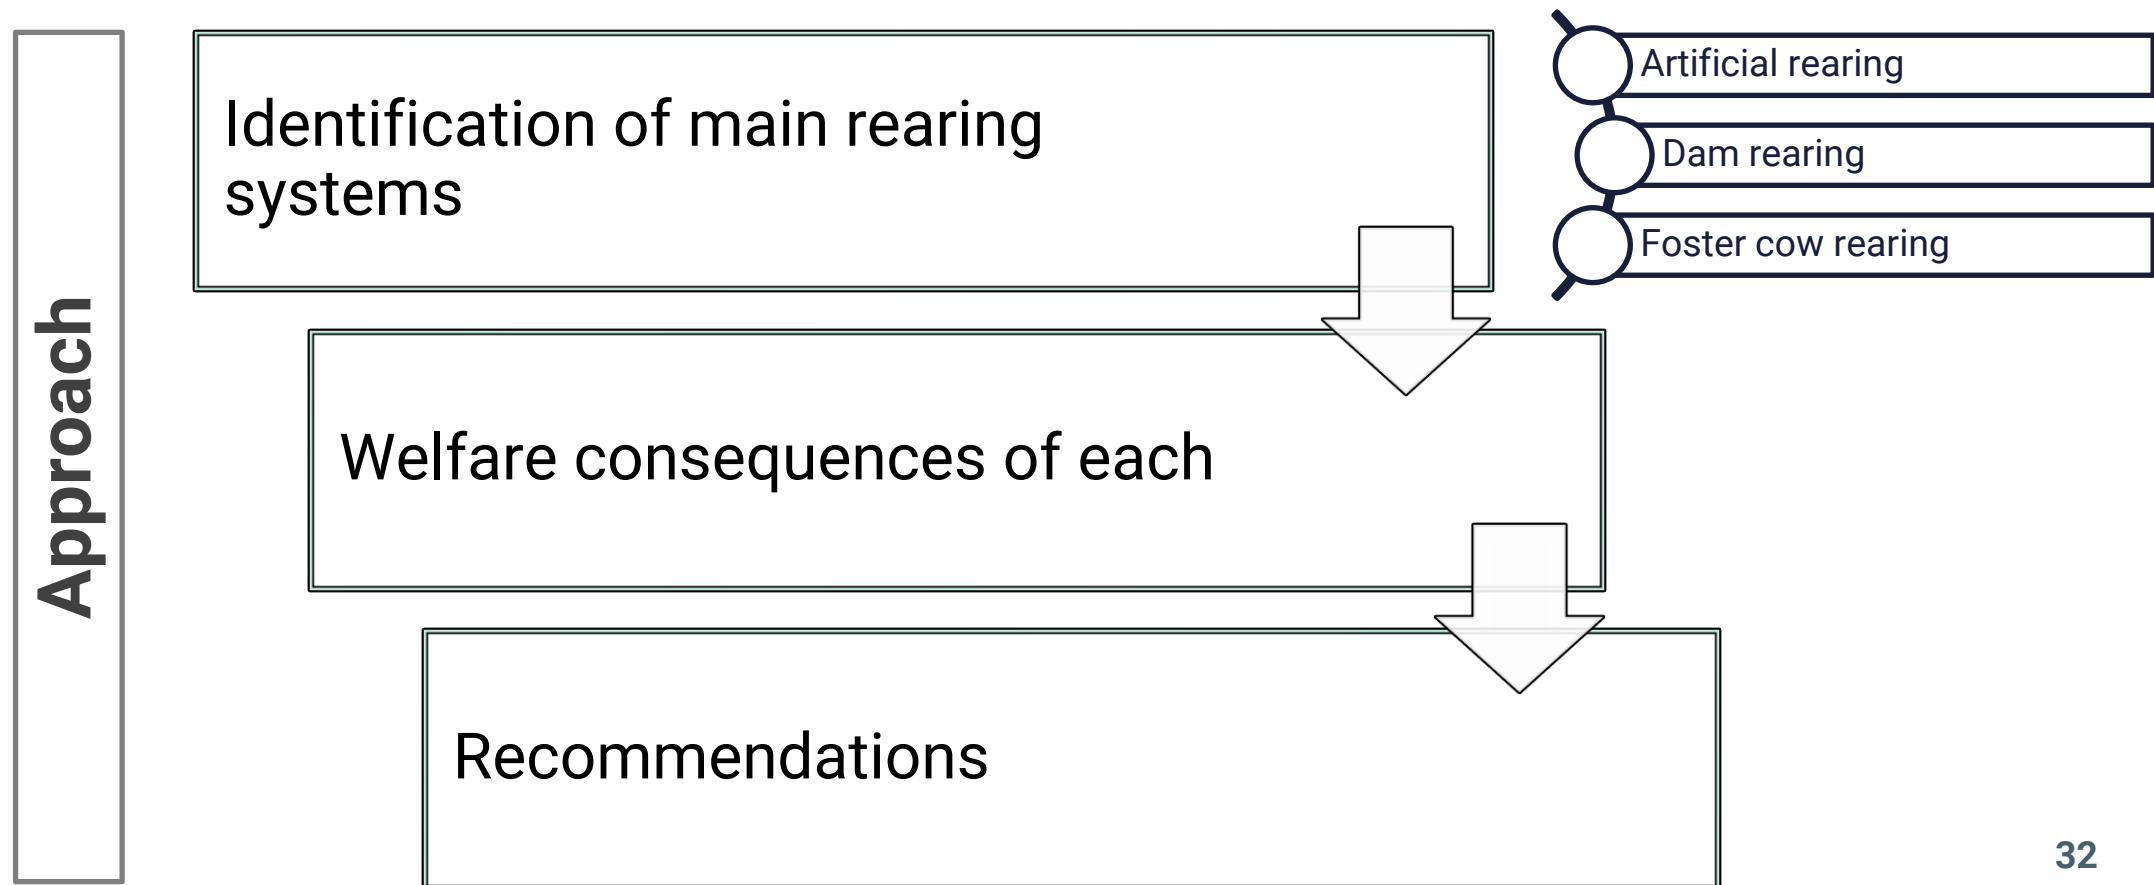 Approach
Identification of main rearing
systems
Artificial rearing
Dam rearing
Foster cow rearing
Welfare consequences of each
Recommendations
32